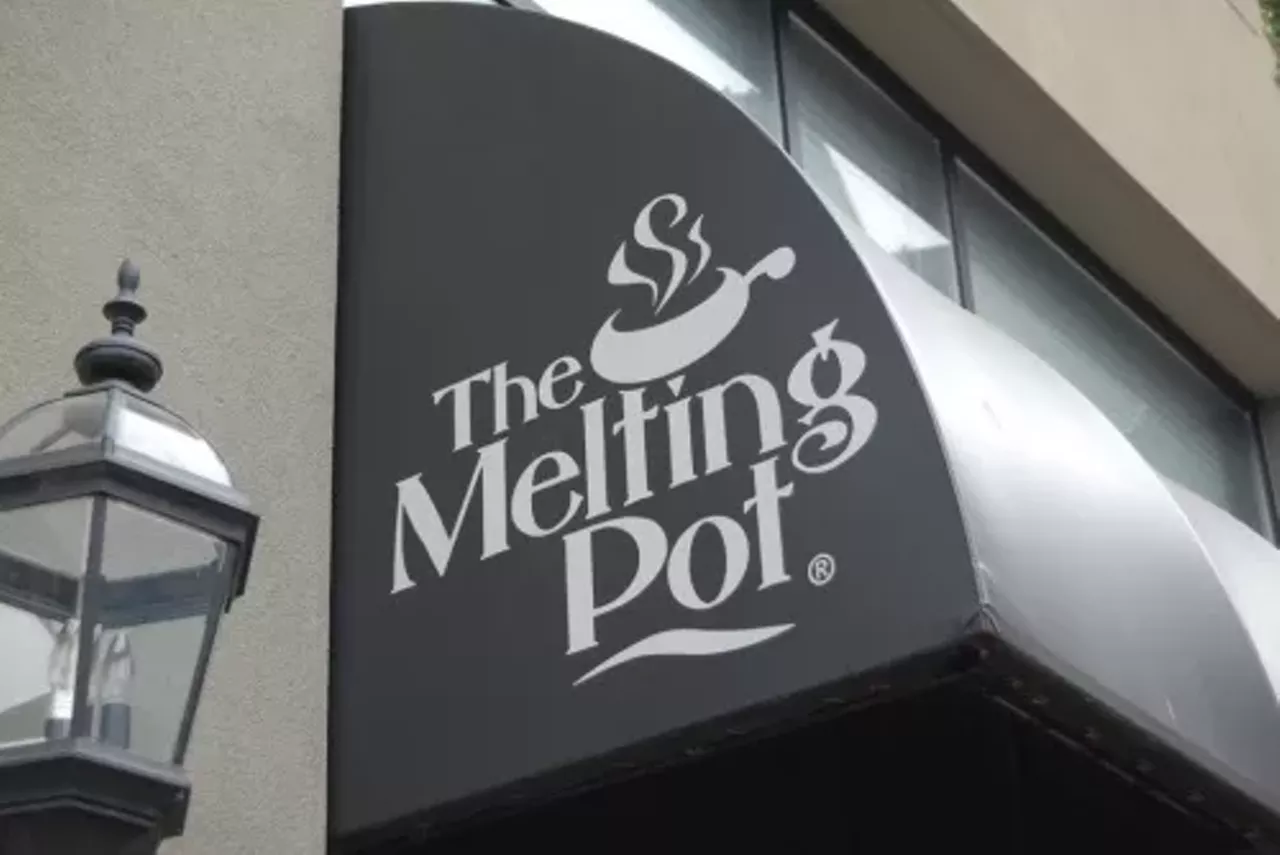 The
Melting
Pot ®